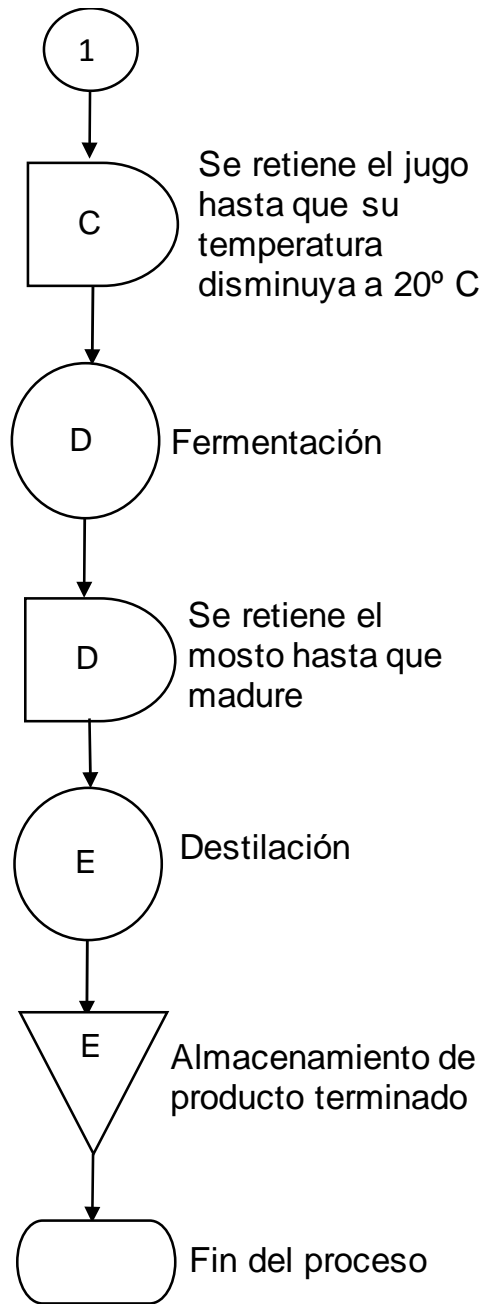 1
C
Se retiene el jugo
hasta que su
temperatura
disminuya a 20º C
D
Fermentación
D
Se retiene el
mosto hasta que
madure
E
Destilación
E
Almacenamiento de
producto terminado
Fin del proceso